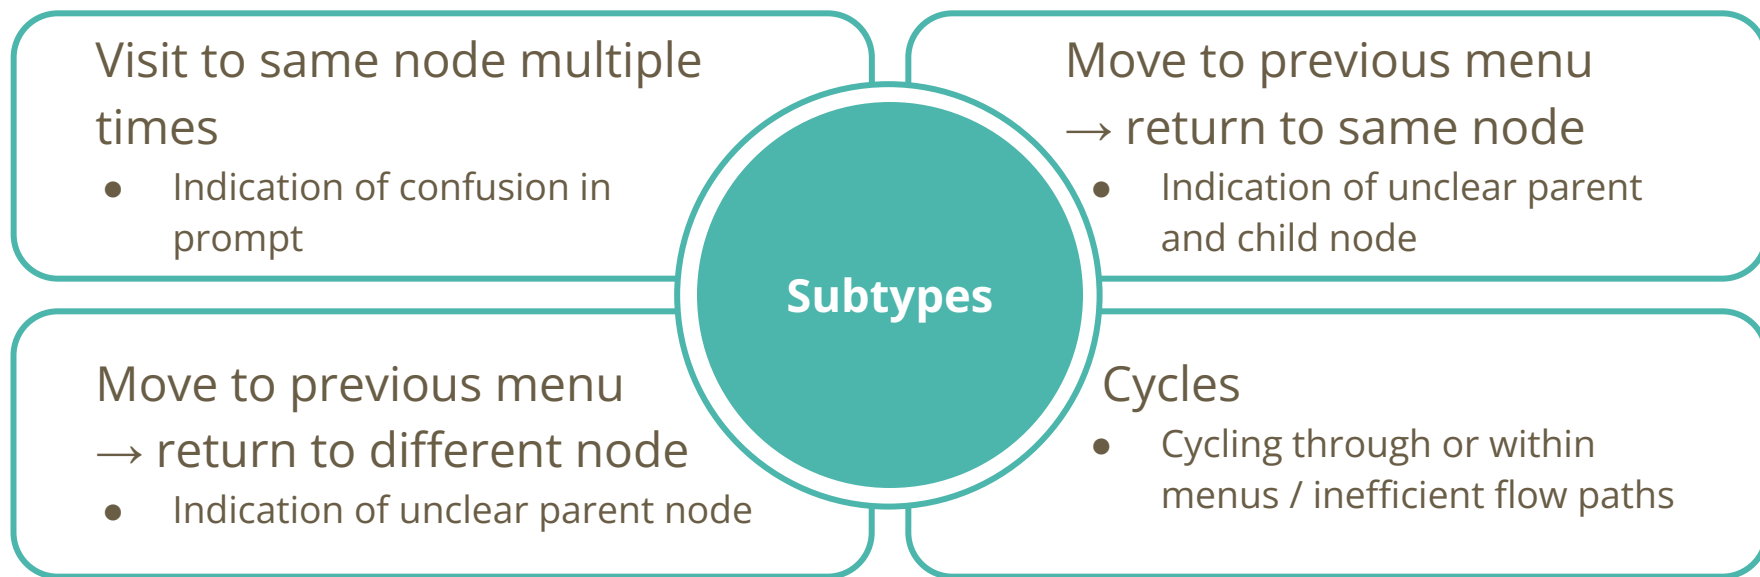 Visit to same node multiple
times
● Indication of confusion in
prompt
Move to previous menu
→ return to same node
● Indication of unclear parent
and child node
Subtypes
Move to previous menu
→ return to different node
● Indication of unclear parent node
Cycles
● Cycling through or within
menus / inefficient flow paths